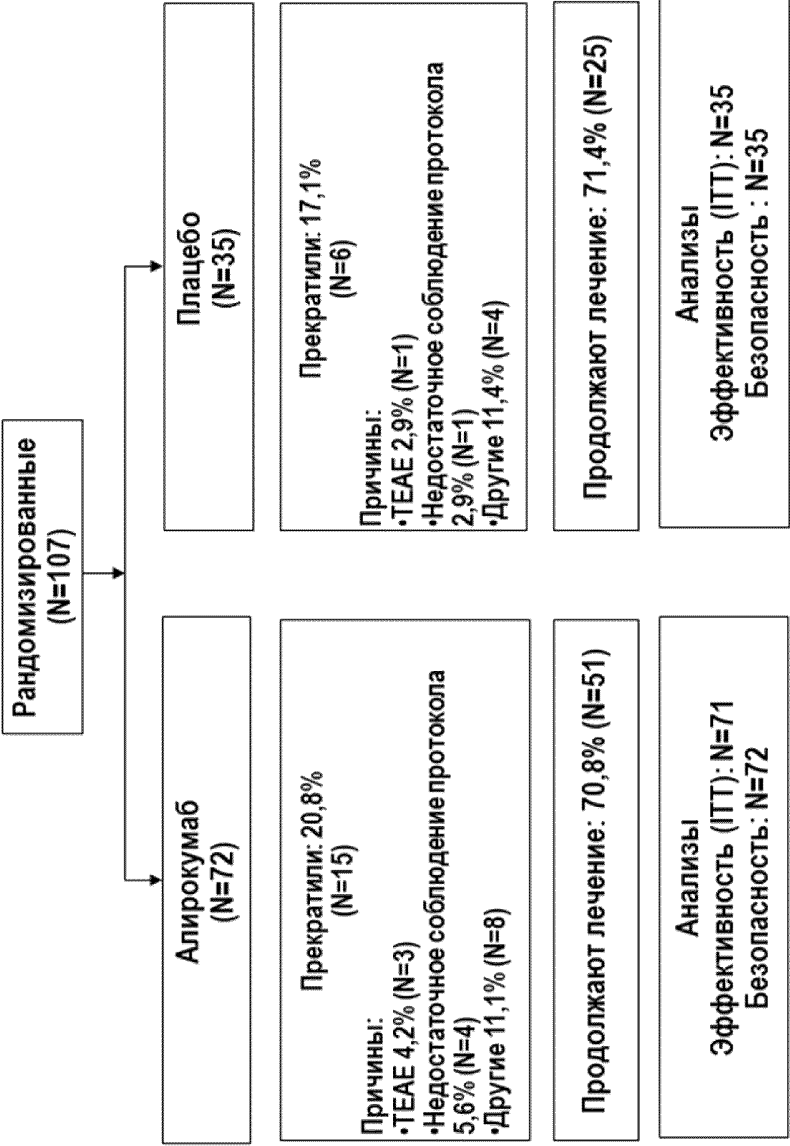 Рандомизированные
(N=107)
Алирокумаб
(N=72)
Прекратили: 20,8%
(N=15)
Причины:
•TEAE 4,2% (N=3)
•Недостаточное соблюдение протокола
5,6% (N=4)
•Другие 11,1% (N=8)
Продолжают лечение: 70,8% (N=51)
Анализы
Эффективность (ITT): N=71
Безопасность: N=72
Плацебо
(N=35)
Прекратили: 17,1%
(N=6)
Причины:
•TEAE 2,9% (N=1)
•Недостаточное соблюдение протокола
2,9% (N=1)
•Другие 11,4% (N=4)
Продолжают лечение: 71,4% (N=25)
Анализы
Эффективность (ITT): N=35
Безопасность : N=35